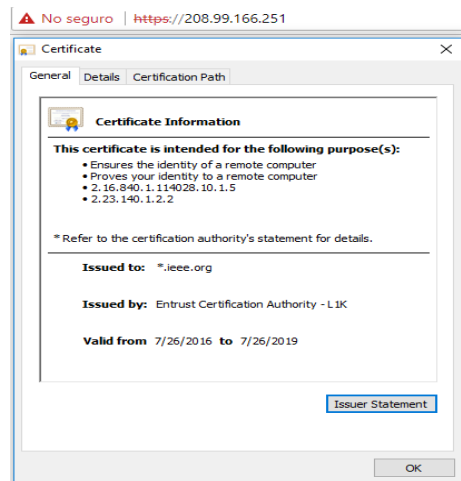 No seguro | https://208.99.166.251
Certificate
General Details Certification Path
Certificate Information
This certificate is intended for the following purpose(s):
• Ensures the identity of a remote computer
• Proves your identity to a remote computer
• 2.16.840.1.114028.10.1.5
• 2.23.140.1.2.2
* Refer to the certification authority's statement for details.
Issued to: *.ieee.org
Issued by: Entrust Certification Authority - L1K
Valid from 7/26/2016 to 7/26/2019
Issuer Statement
OK